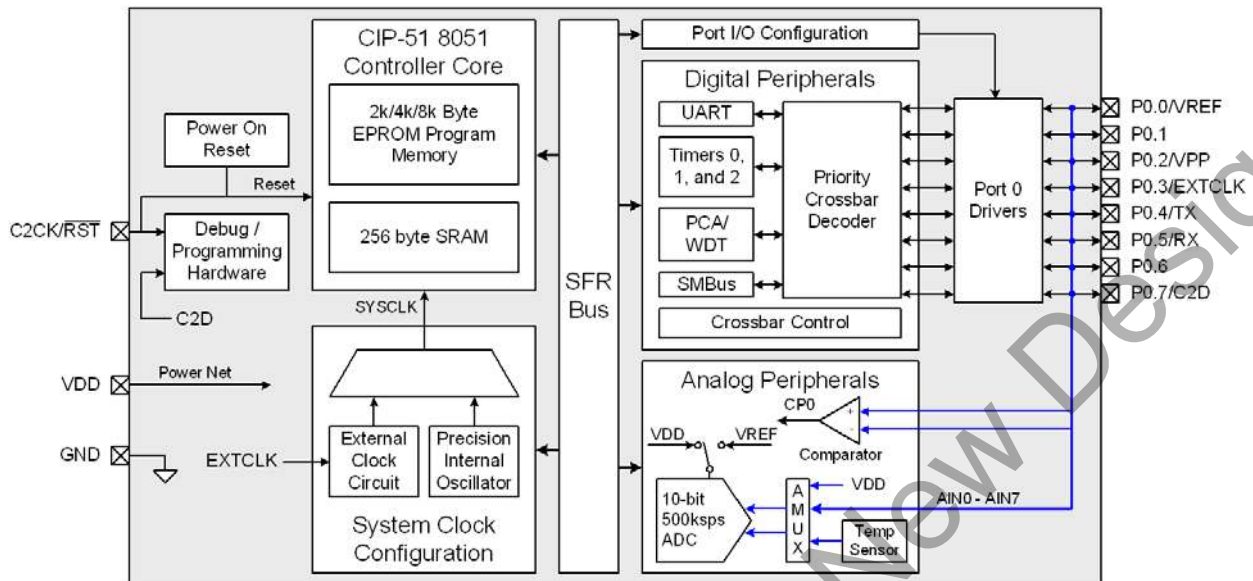 CIP-51 8051
Controller Core
2k/4k/8k Byte
EPROM Program
Memory
256 byte SRAM
Power On
Reset
Reset
C2CK/RST
Debug /
Programming
Hardware
C2D
SYSCLK
VDD
Power Net
GND
EXTCLK
External
Clock
Circuit
Precision
Internal
Oscillator
System Clock
Configuration
SFR
Bus
Port I/O Configuration
Digital Peripherals
UART
Timers 0,
1, and 2
PCA/
WDT
SMBus
Priority
Crossbar
Decoder
Crossbar Control
Port 0
Drivers
P0.0/VREF
P0.1
P0.2/VPP
P0.3/EXTCLK
P0.4/TX
P0.5/RX
P0.6
P0.7/C2D
Analog Peripherals
CP0
+
-
Comparator
VDD
VREF
10-bit
500ksps
ADC
A
M
U
X
VDD
AIN0 - AIN7
Temp
Sensor
New Desig